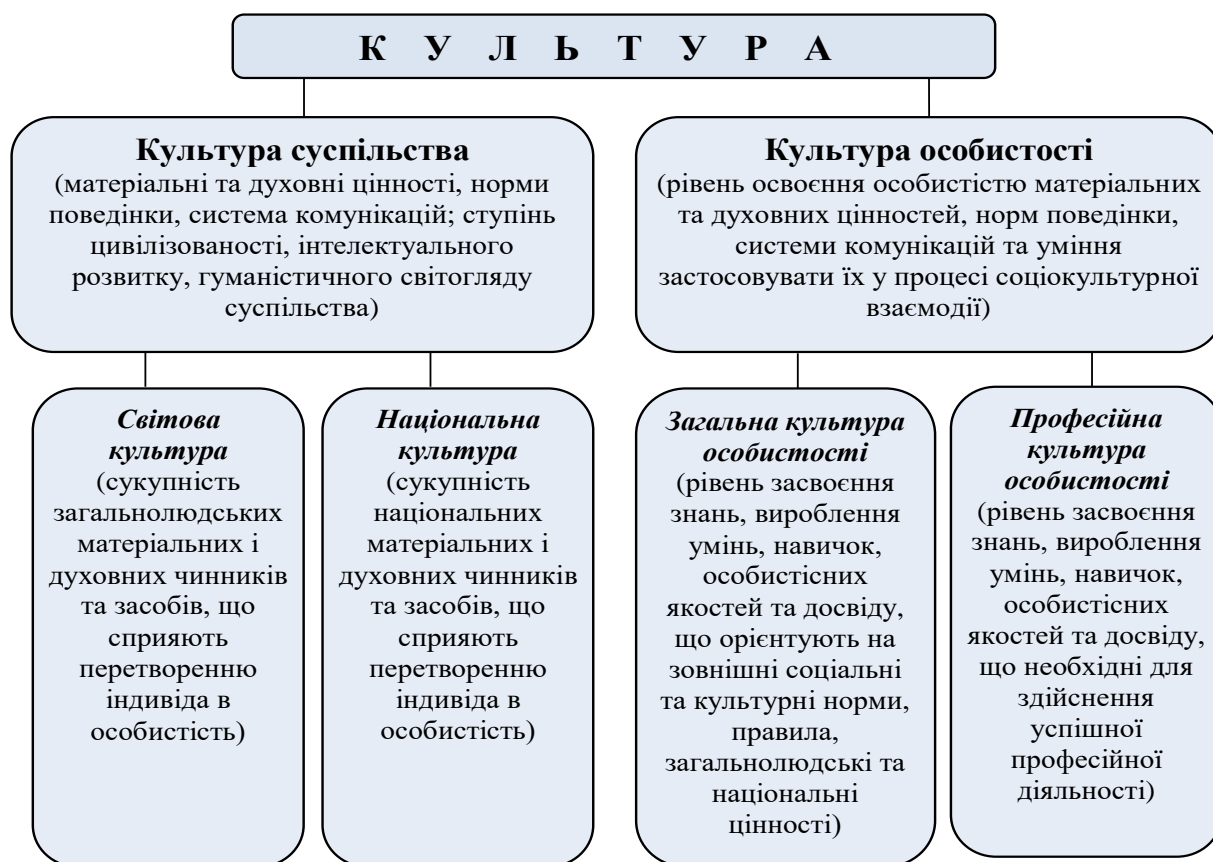 К У Л Ь Т У Р А
Культура суспільства
(матеріальні та духовні цінності, норми
поведінки, система комунікацій; ступінь
цивілізованості, інтелектуального
розвитку, гуманістичного світогляду
суспільства)
Культура особистості
(рівень освоєння особистістю матеріальних
та духовних цінностей, норм поведінки,
системи комунікацій та уміння
застосовувати їх у процесі соціокультурної
взаємодії)
Світова
культура
(сукупність
загальнолюдських
матеріальних і
духовних чинників
та засобів, що
сприяють
перетворенню
індивіда в
особистість)
Національна
культура
(сукупність
національних
матеріальних і
духовних чинників
та засобів, що
сприяють
перетворенню
індивіда в
особистість)
Загальна культура
особистості
(рівень засвоєння
знань, вироблення
умінь, навичок,
особистісних
якостей та досвіду,
що орієнтують на
зовнішні соціальні
та культурні норми,
правила,
загальнолюдські та
національні
цінності)
Професійна
культура
особистості
(рівень засвоєння
знань, вироблення
умінь, навичок,
особистісних
якостей та досвіду,
що необхідні для
здійснення
успішної
професійної
діяльності)